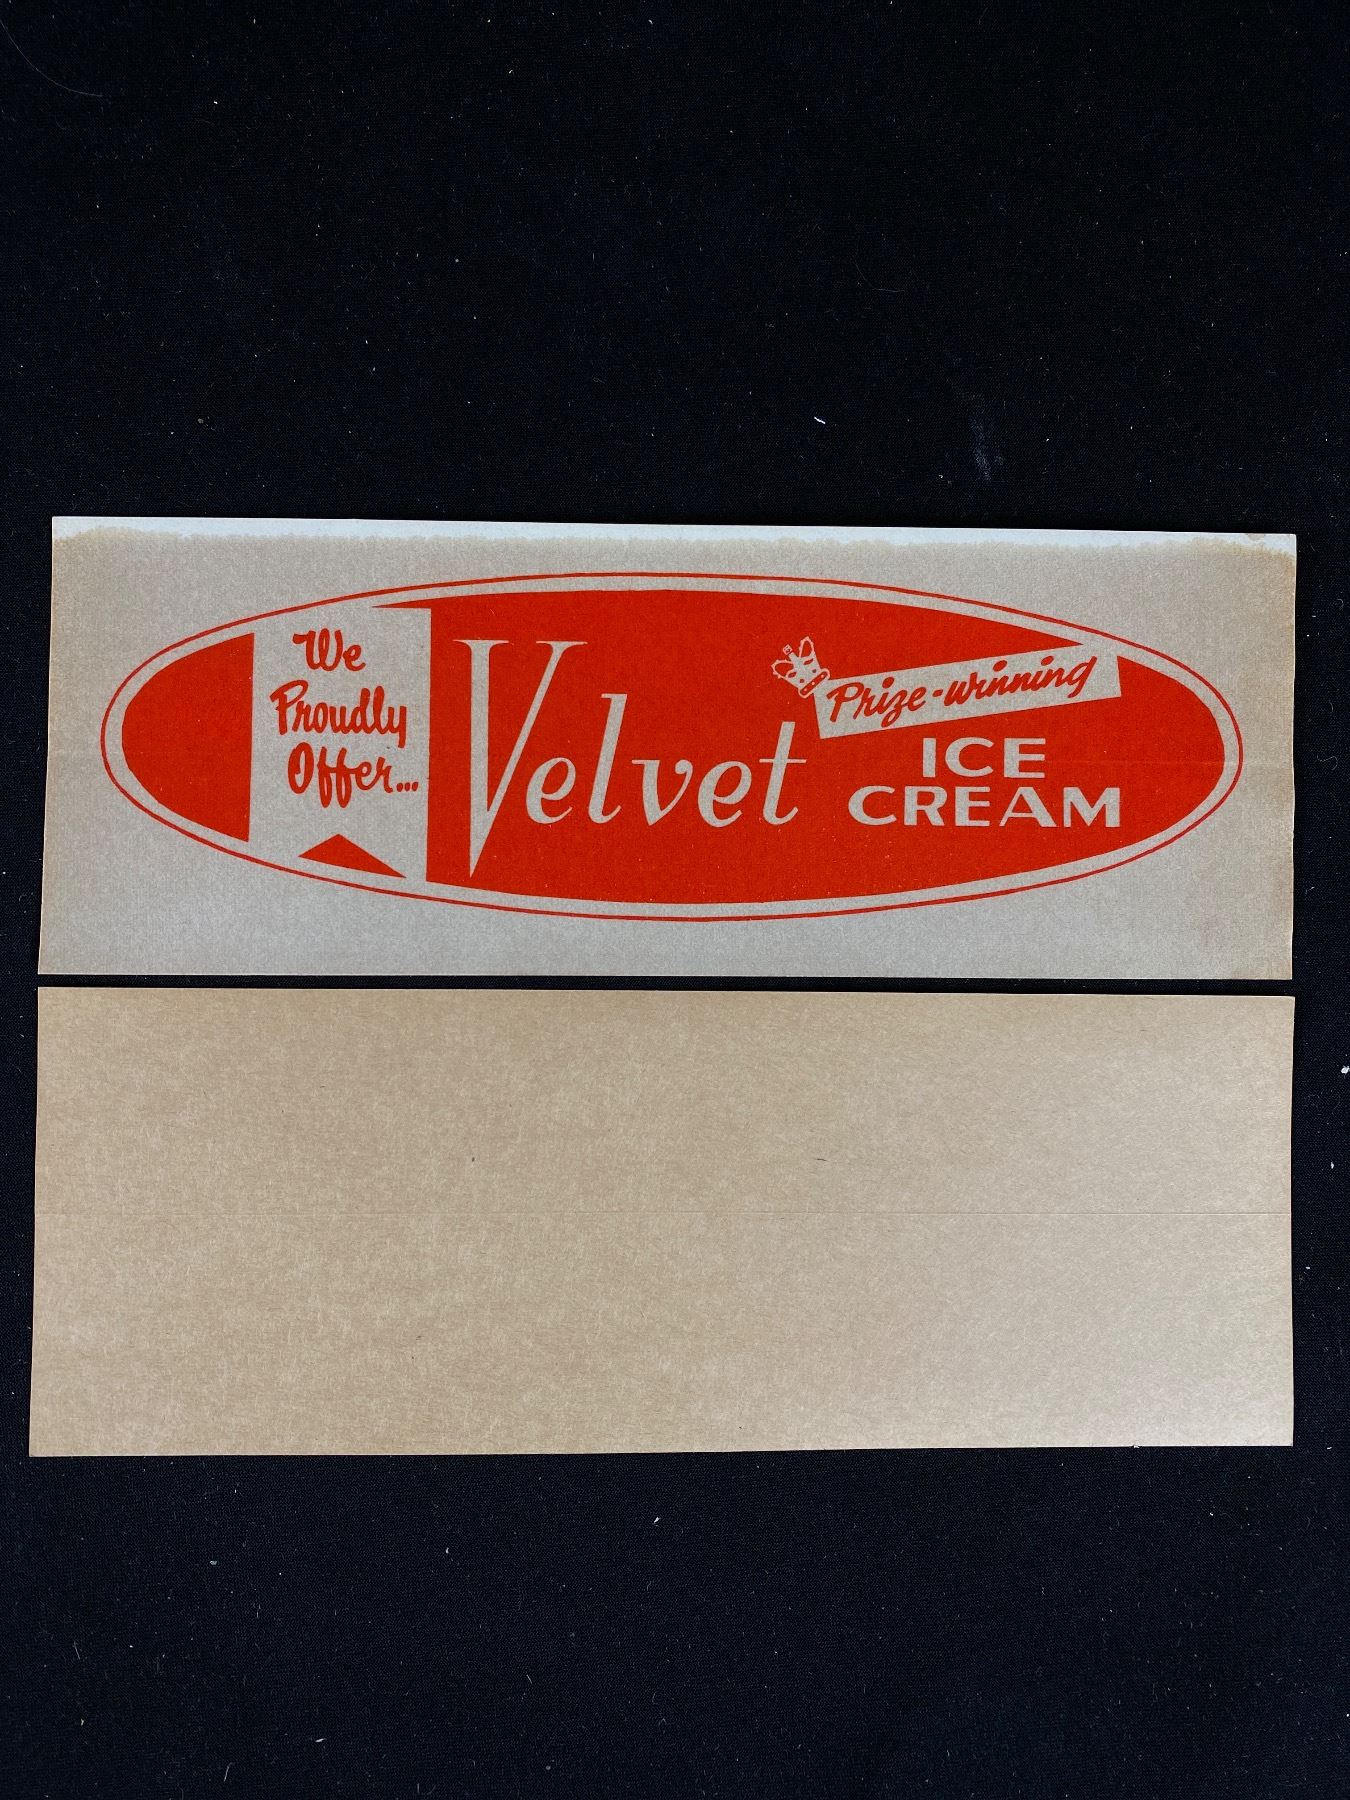 We
Proudly
Offer...
Velvet
Prize-winning
ICE
CREAM